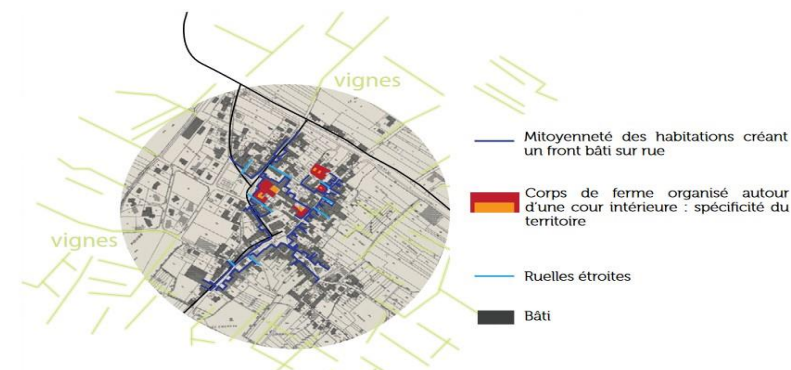 vignes
vignes
Mitoyenneté des habitations créant
un front bâti sur rue
Corps de ferme organisé autour
d'une cour intérieure : spécificité du
territoire
Ruelles étroites
Bâti